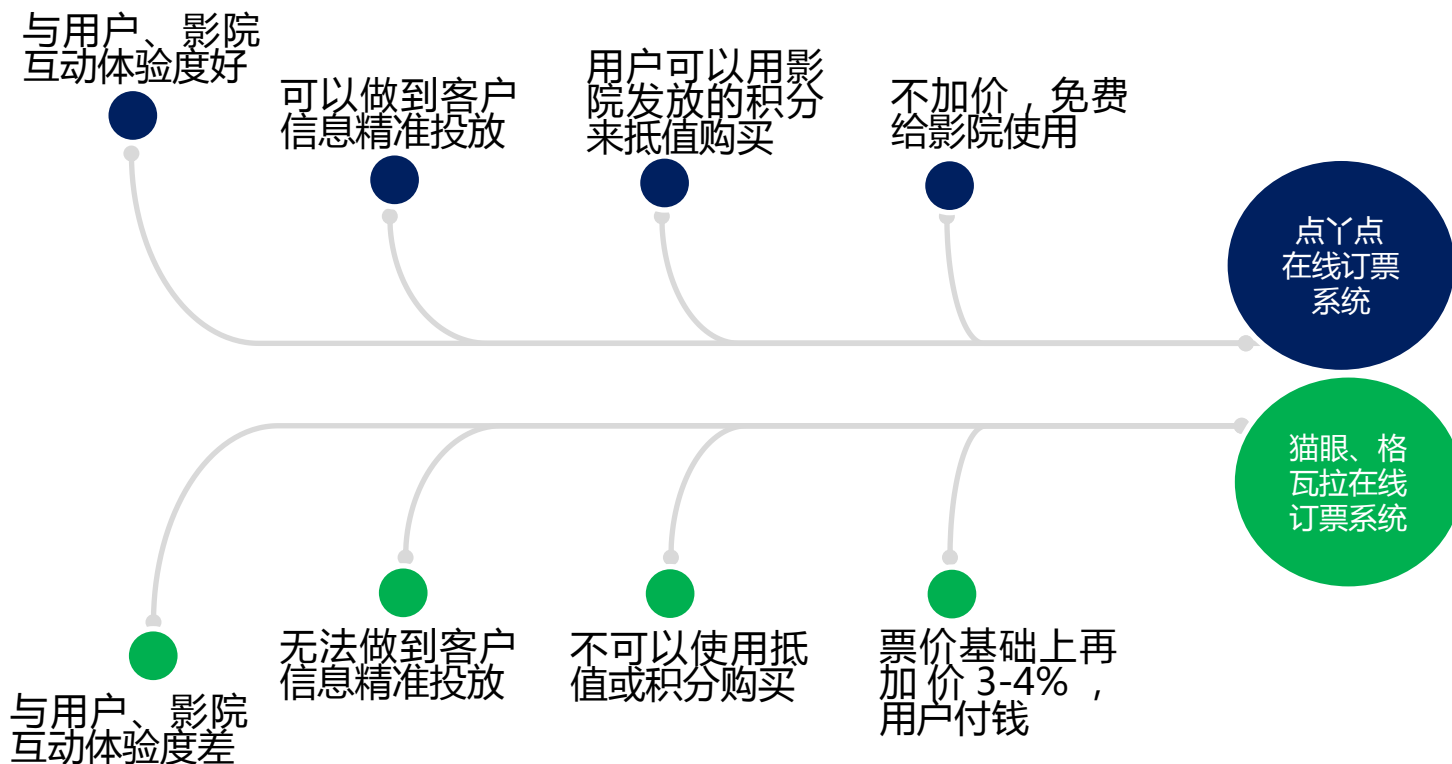 与用户、影院
互动体验度好
可以做到客户
信息精准投放
用户可以用影
院发放的积分
来抵值购买
不加价，免费
给影院使用
点丫点
在线订票
系统
猫眼、格
瓦拉在线
订票系统
与用户、影院
互动体验度差
无法做到客户
信息精准投放
不可以使用抵
值或积分购买
票价基础上再
加价3-4%，
用户付钱